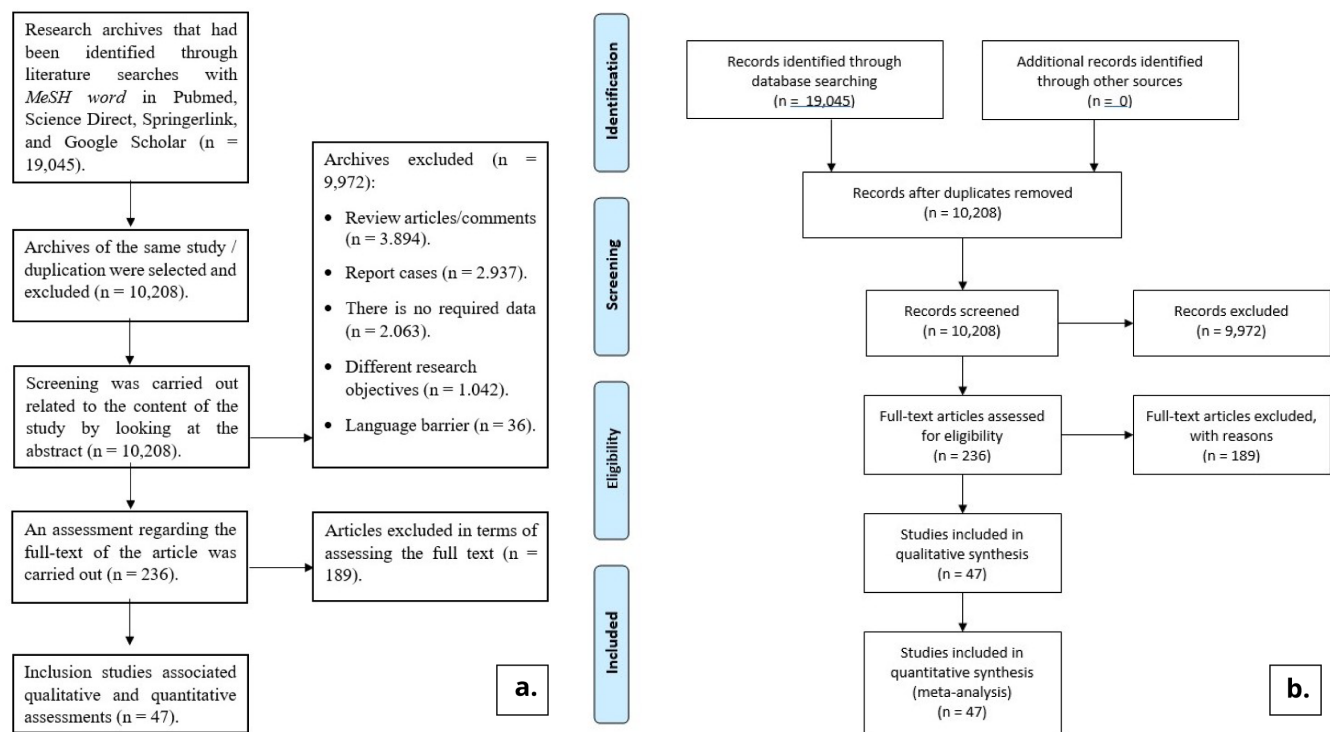 Research archives that had
been identified through
literature searches with
MeSH word in Pubmed,
Science Direct, Springerlink,
and Google Scholar (n =
19,045).
Archives of the same study /
duplication were selected and
excluded (n = 10,208).
Screening was carried out
related to the content of the
study by looking at the
abstract (n = 10,208).
An assessment regarding the
full-text of the article was
carried out (n = 236).
Inclusion studies associated
qualitative and quantitative
assessments (n = 47).
Archives excluded (n =
9,972):
• Review articles/comments
(n = 3.894).
• Report cases (n = 2.937).
• There is no required data
(n = 2.063).
• Different research
objectives (n = 1.042).
• Language barrier (n = 36).
Articles excluded in terms of
assessing the full text (n =
189).
a.
Identification
Screening
Eligibility
Included
Records identified through
database searching
(n = 19,045)
Additional records identified
through other sources
(n = 0)
Records after duplicates removed
(n = 10,208)
Records screened
(n = 10,208)
Records excluded
(n = 9,972)
Full-text articles assessed
for eligibility
(n = 236)
Full-text articles excluded,
with reasons
(n = 189)
Studies included in
qualitative synthesis
(n = 47)
Studies included in
quantitative synthesis
(meta-analysis)
(n = 47)
b.